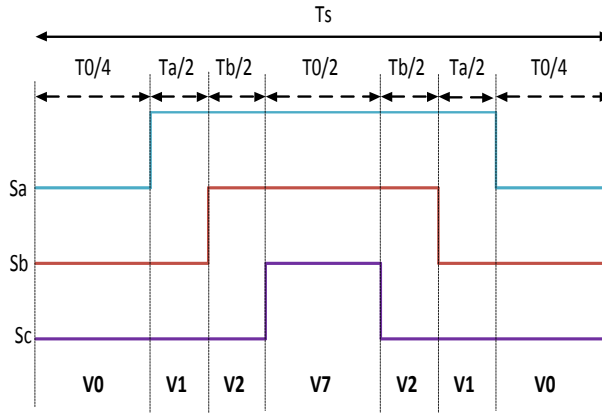 Ts
T0/4 Ta/2 Tb/2 T0/2 Tb/2 Ta/2 T0/4
Sa
Sb
Sc
V0 V1 V2 V7 V2 V1 V0